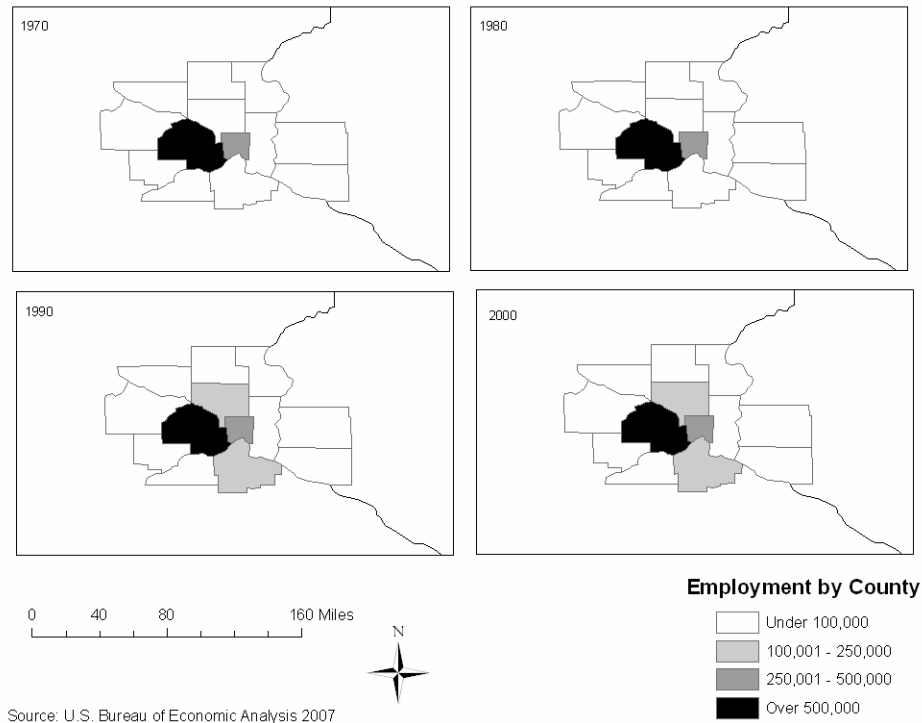 1970
1980
1990
2000
Employment by County
0 40 80 160 Miles
Under 100,000
N
100,001 - 250,000
250,001 - 500,000
Over 500,000
Source: U.S. Bureau of Economic Analysis 2007